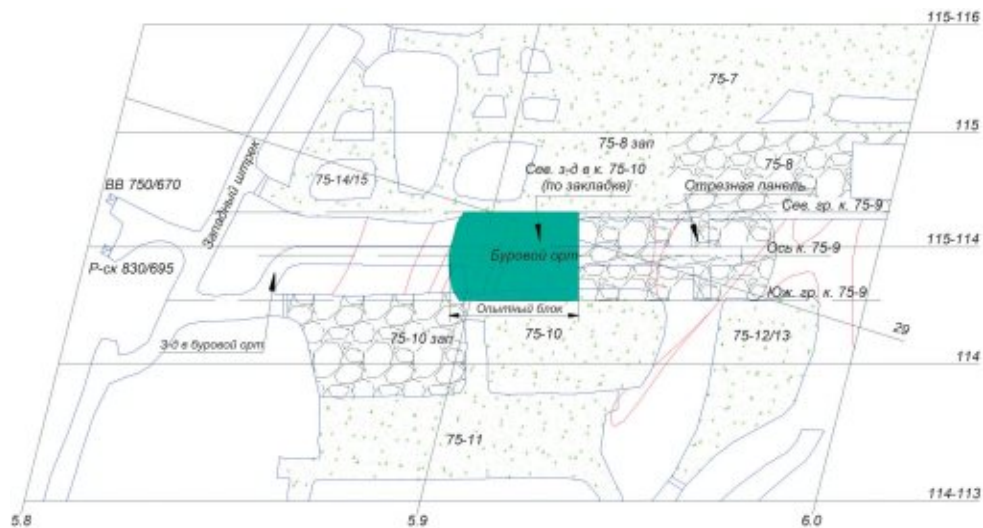 115-116
75-7
115
75-8 зап
75-8
Сев. з-д в к. 75-10
(по закладке)
Отрезная панель
75-14/15
ВВ 750/670
Западный штрек
Сев. гр. к. 75-9
Ось к. 75-9
115-114
Буровой орт
Р-ск 830/695
Юж. гр. к. 75-9
Опытный блок
29
75-10 зап
75-10
75-12/13
З-д в буровой орт
114
75-11
114-113
5.8
5.9
6.0